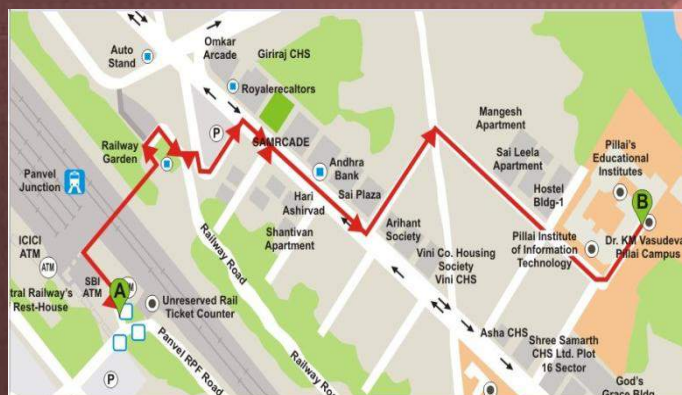 Omkar
Arcade
Giriraj CHS
Auto
Stand
Royalerecaltors
Mangesh
Apartment
Railway
Garden
P
SAMRCADE
Pillai's
Educational
Institutes
Andhra
Bank
Sai Leela
Apartment
Panvel
Junction
Hari
Ashirvad
Sai Plaza
Hostel
Bldg-1
B
Shantivan
Apartment
Arihant
Society
Pillai Institute
of Information
Technology
Dr. KM Vasudeva
Pillai Campus
ICICI
ATM
ATM
Railway Road
Vini Co. Housing
Society
Vini CHS
SBI
ATM
A
tral Railway's
Rest-House
Unreserved Rail
Ticket Counter
Asha CHS
Shree Samarth
CHS Ltd. Plot
16 Sector
P
Panvel RPF Road
Railway Road
God's
Grace Bldg